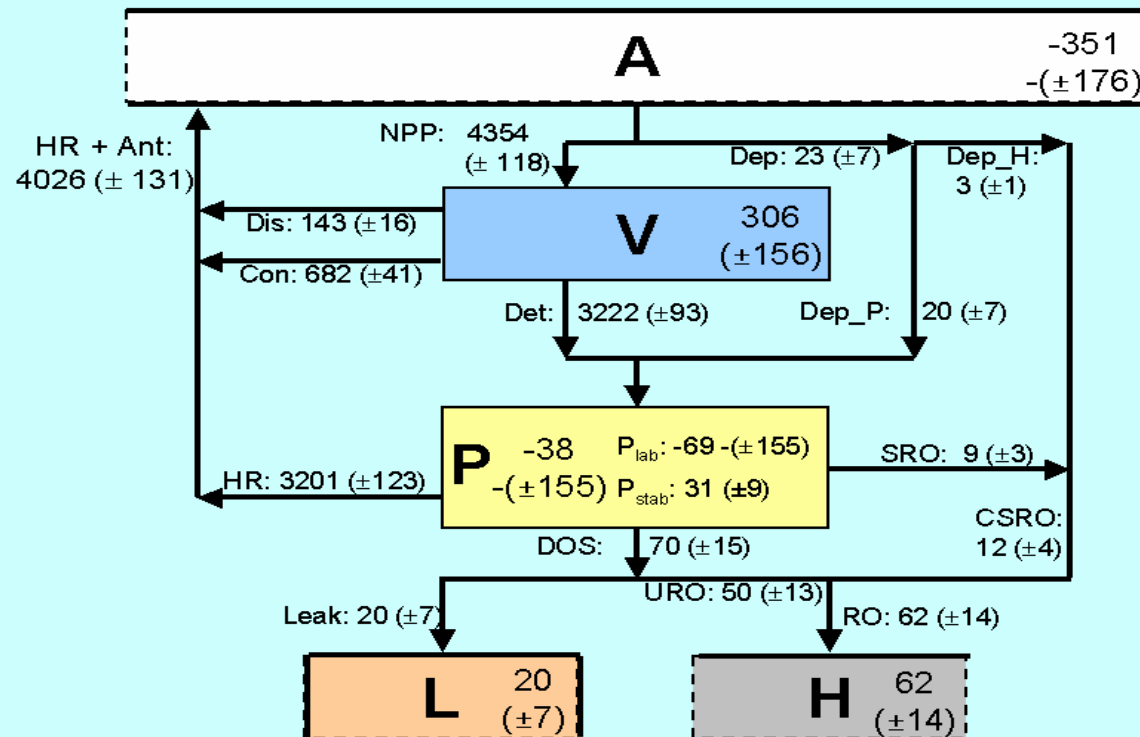 A
-351
-(±176)
HR + Ant:
4026 (± 131)
NPP: 4354
(± 118)
Dep: 23 (±7)
Dep_H:
3 (±1)
V
306
(±156)
Dis: 143 (±16)
Con: 682 (±41)
Det: 3222 (±93)
Dep_P: 20 (±7)
P
-38
-(±155)
P_lab: -69 -(±155)
P_stab: 31 (±9)
SRO: 9 (±3)
HR: 3201 (±123)
CSRO:
12 (±4)
DOS: 70 (±15)
URO: 50 (±13)
Leak: 20 (±7)
RO: 62 (±14)
L
20
(±7)
H
62
(±14)